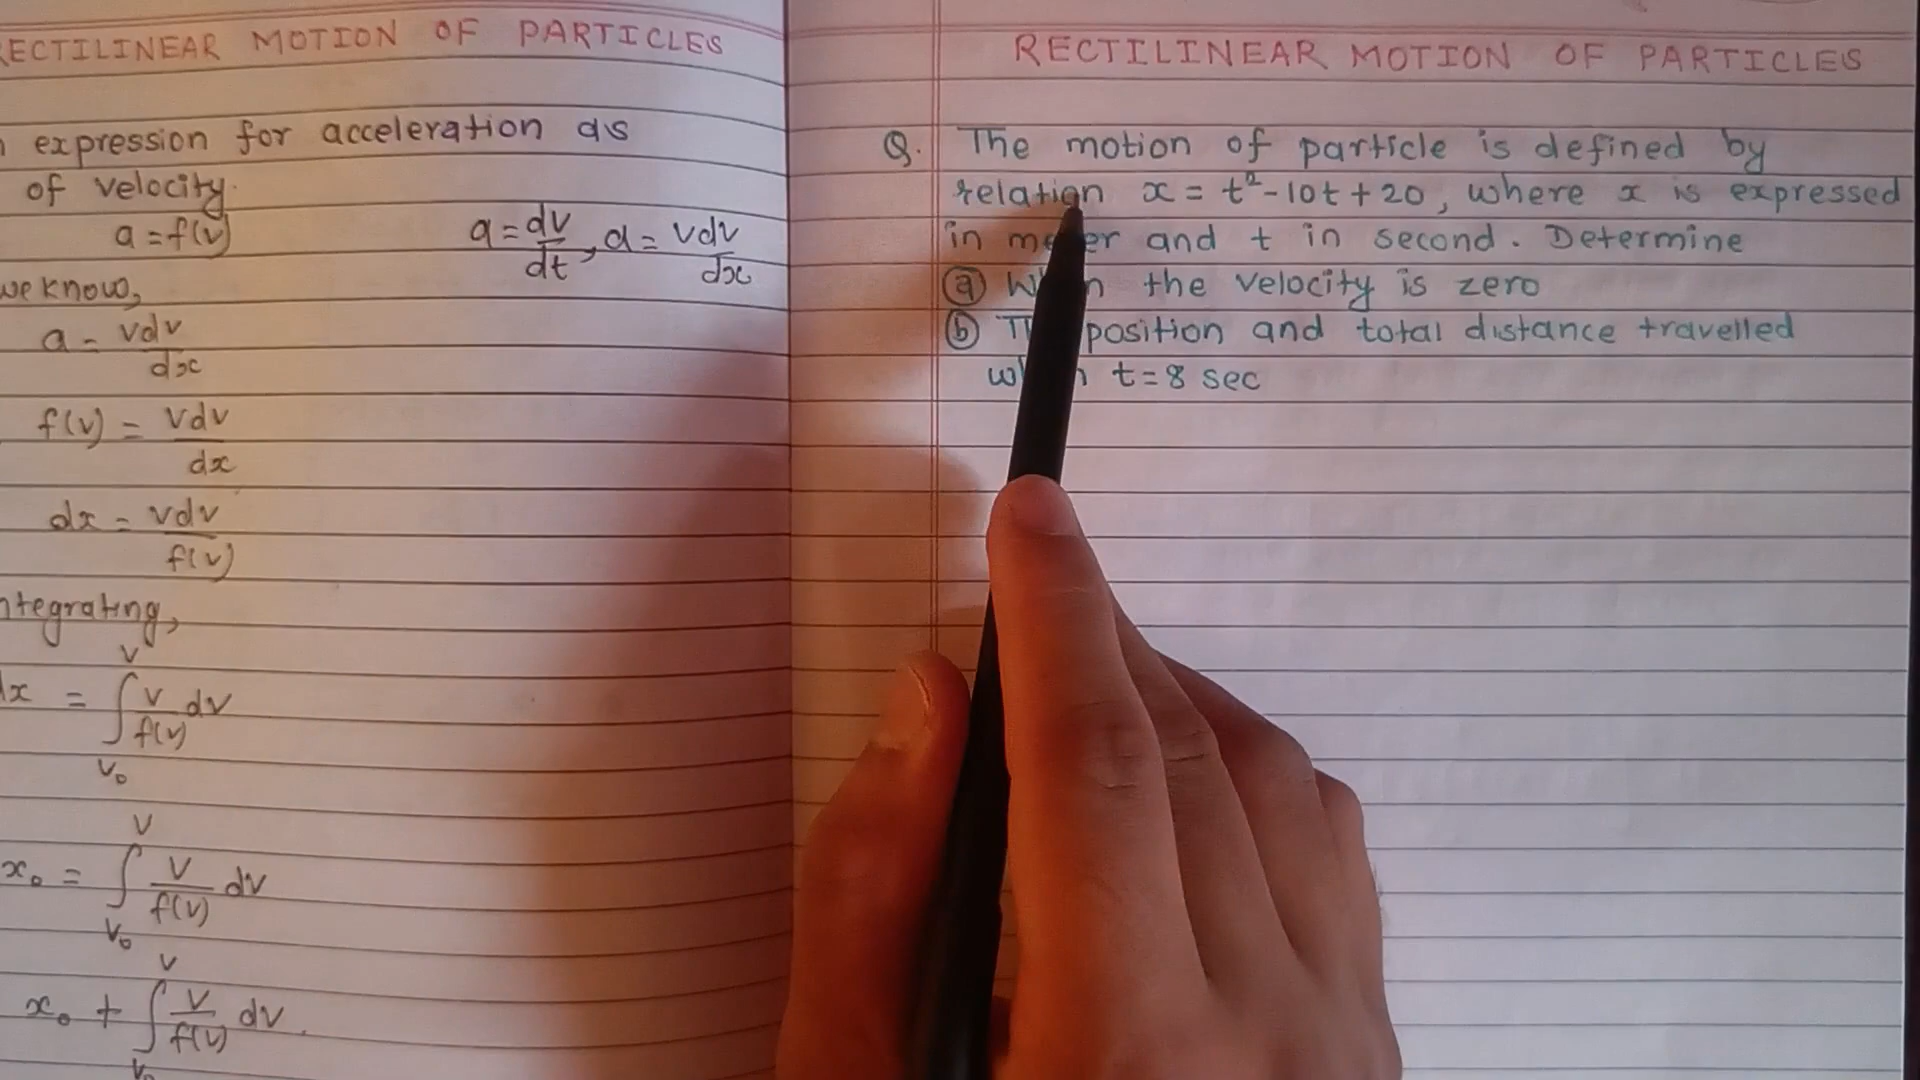 RECTILINEAR MOTION OF PARTICLES
expression for acceleration as
of velocity.
a = f(v)
a = dv/dt, a = vdv/dx
we know,
a = vdv/dx
f(v) = vdv/dx
dx = vdv/f(v)
ntegrating,
= ∫ v/f(v) dv
v
v₀
x₀ = ∫ v/f(v) dv
v
v₀
x₀ + ∫ v/f(v) dv.
v
RECTILINEAR MOTION OF PARTICLES
Q. The motion of particle is defined by
relation x = t² - 10t + 20, where x is expressed
in and t in second. Determine
(a) the velocity is zero
(b) position and total distance travelled
t = 8 sec